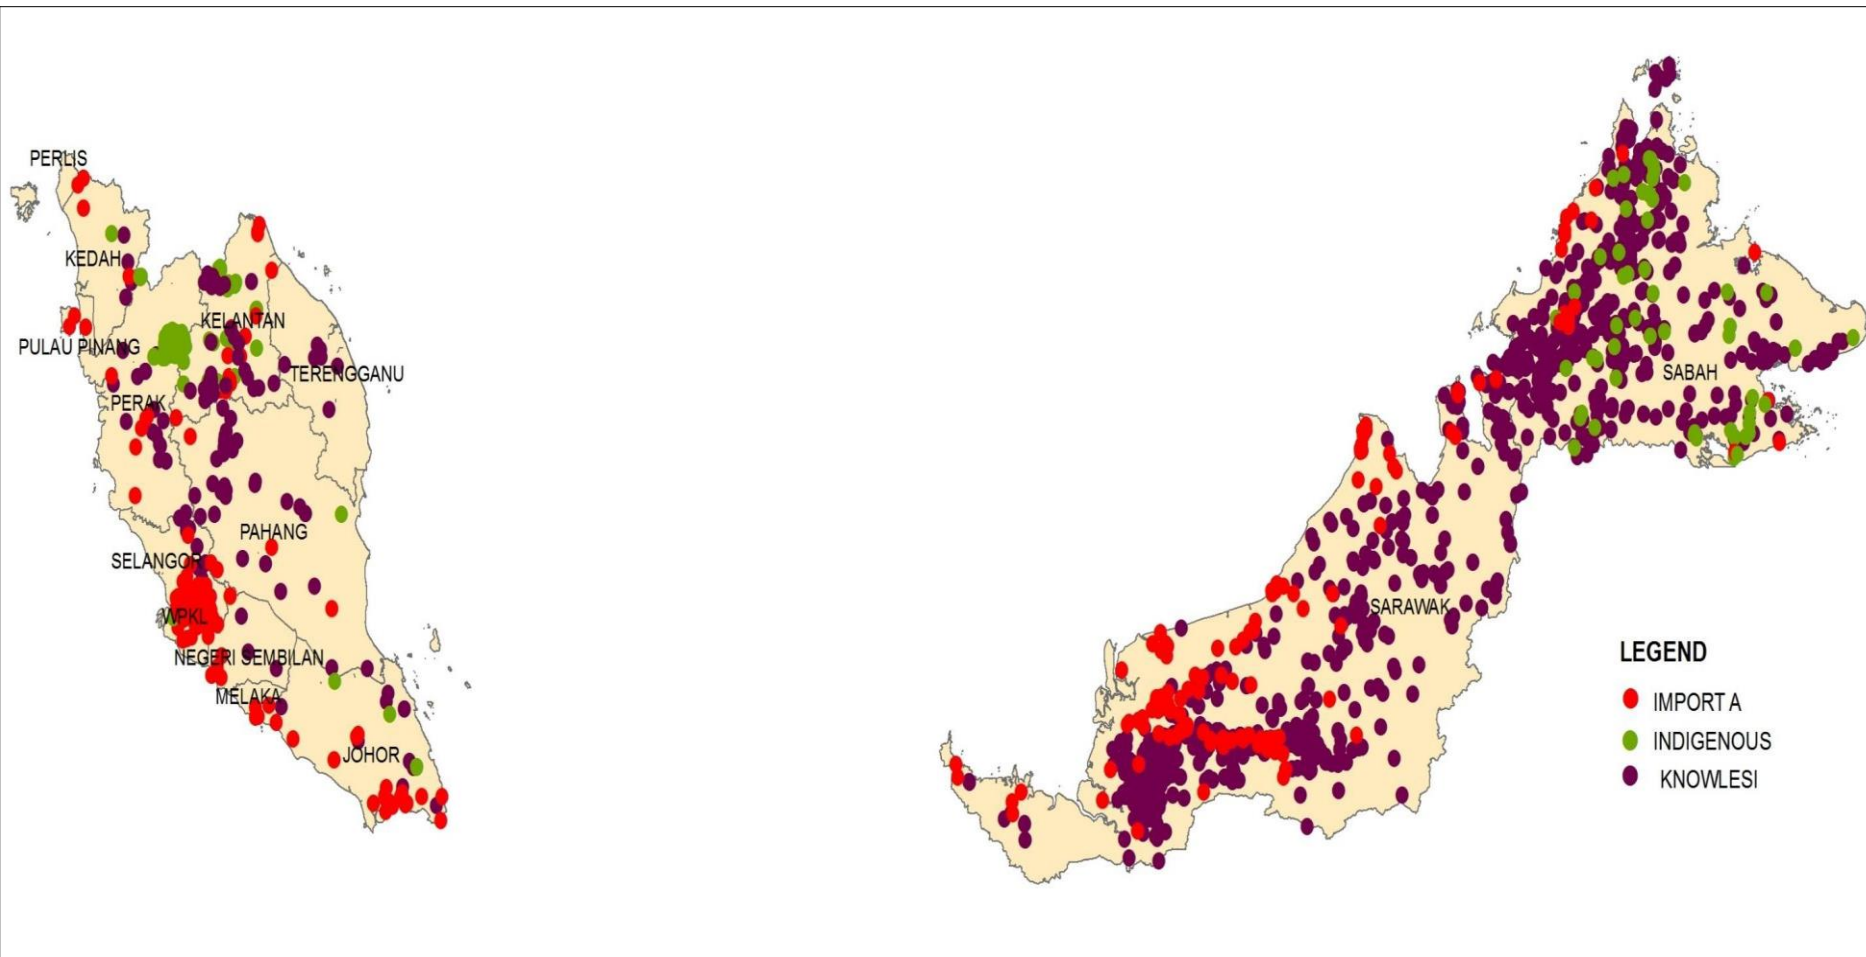 PERLIS
KEDAH
KELANTAN
PULAU PINANG
TERENGGANU
SABAH
PERAK
PAHANG
SELANGOR
SARAWAK
WPKL
NEGERI SEMBILAN
MELAKA
JOHOR
LEGEND
IMPORT A
INDIGENOUS
KNOWLESI